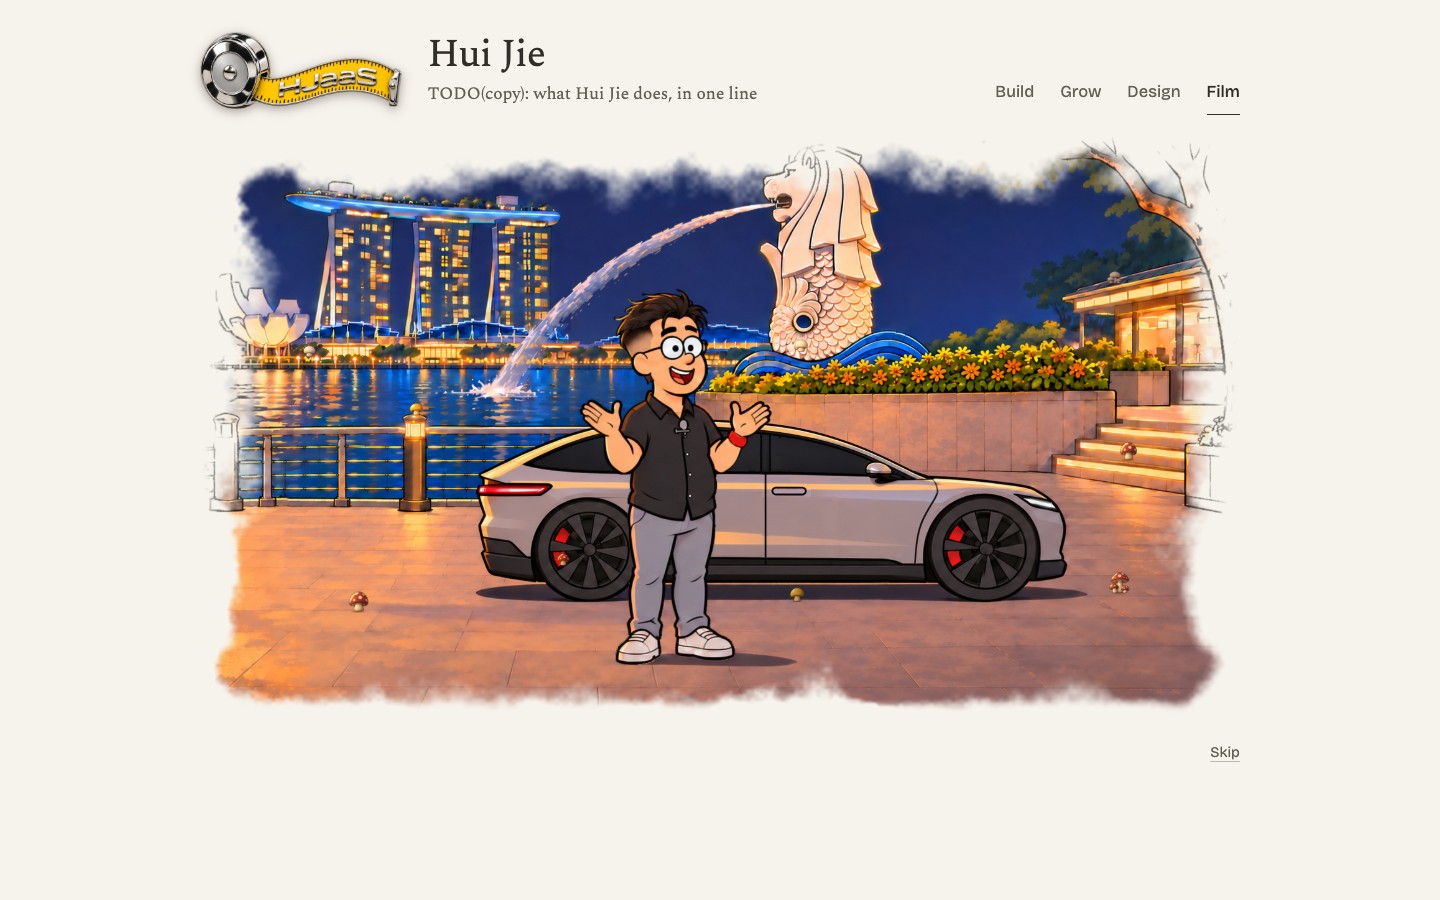 HJaaS
Hui Jie
TODO(copy): what Hui Jie does, in one line
Build
Grow
Design
Film
Skip